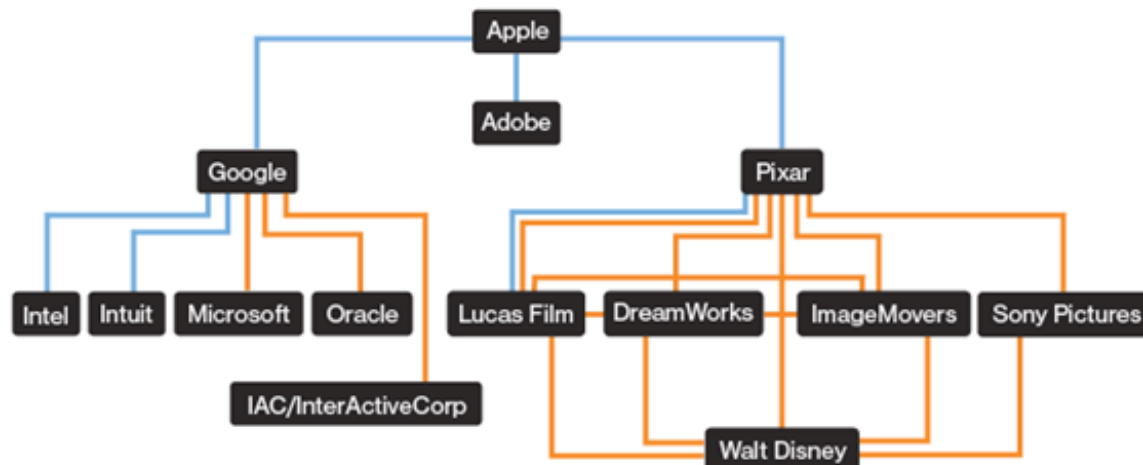 Apple
Adobe
Google
Pixar
Intel
Intuit
Microsoft
Oracle
Lucas Film
DreamWorks
ImageMovers
Sony Pictures
IAC/InterActiveCorp
Walt Disney